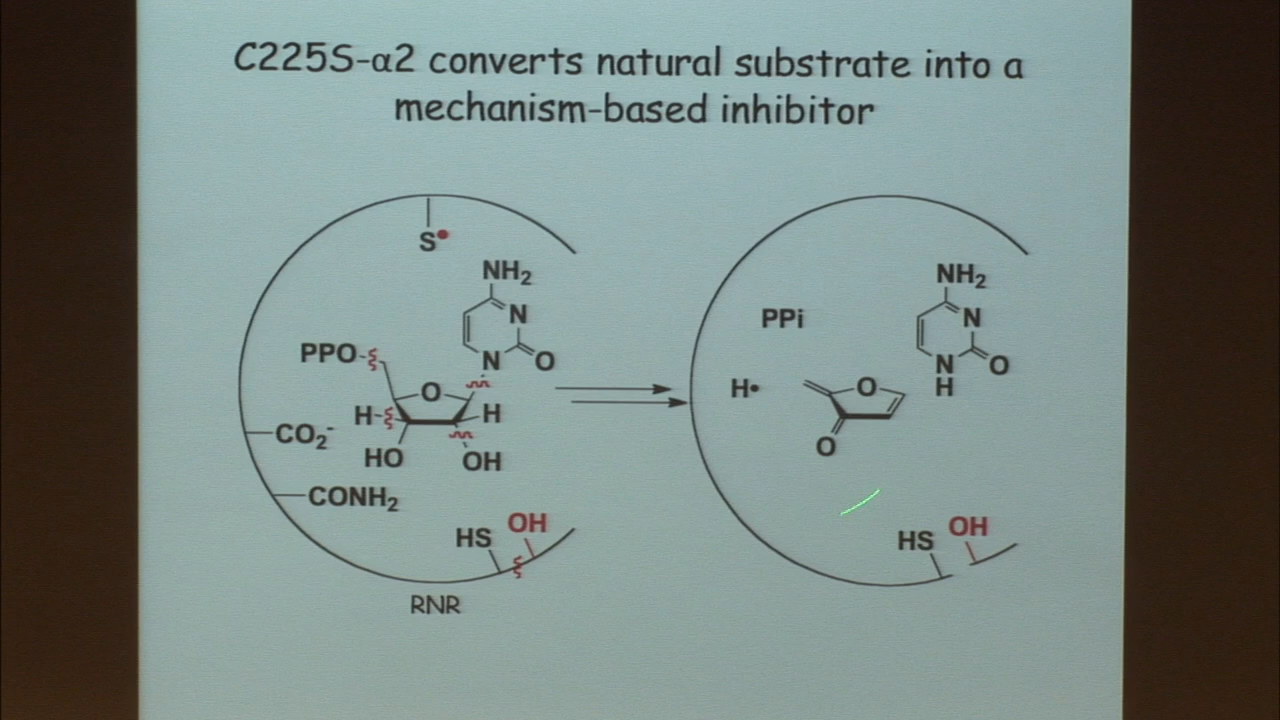 C225S-α2 converts natural substrate into a
mechanism-based inhibitor
S•
NH₂
N
N
O
PPO
O
H
H
CO₂⁻
HO
OH
CONH₂
HS
OH
RNR
PPi
NH₂
N
N
H
O
H•
O
O
HS
OH